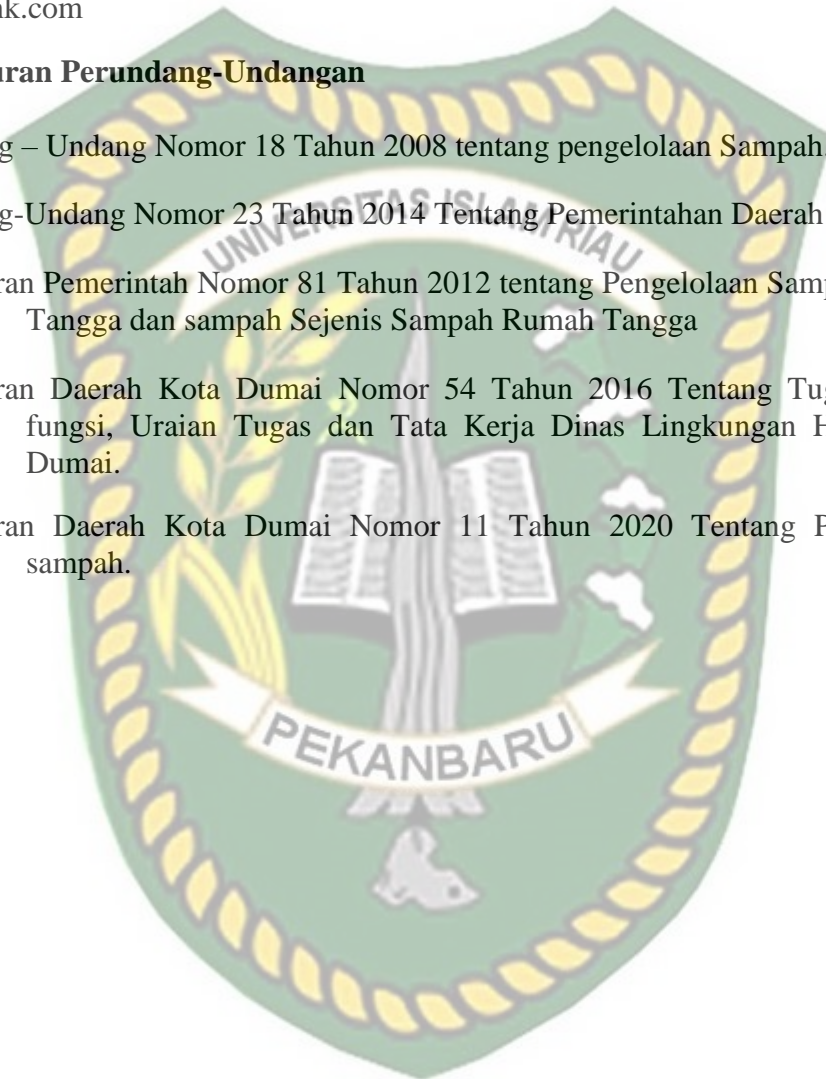 nk.com
uran Perundang-Undangan
g – Undang Nomor 18 Tahun 2008 tentang pengelolaan Sampah.
g-Undang Nomor 23 Tahun 2014 Tentang Pemerintahan Daerah
UNIVERSITAS ISLAM RIAU
ran Pemerintah Nomor 81 Tahun 2012 tentang Pengelolaan Samp
Tangga dan sampah Sejenis Sampah Rumah Tangga
ran Daerah Kota Dumai Nomor 54 Tahun 2016 Tentang Tug
fungsi, Uraian Tugas dan Tata Kerja Dinas Lingkungan H
Dumai.
ran Daerah Kota Dumai Nomor 11 Tahun 2020 Tentang P
sampah.
PEKANBARU